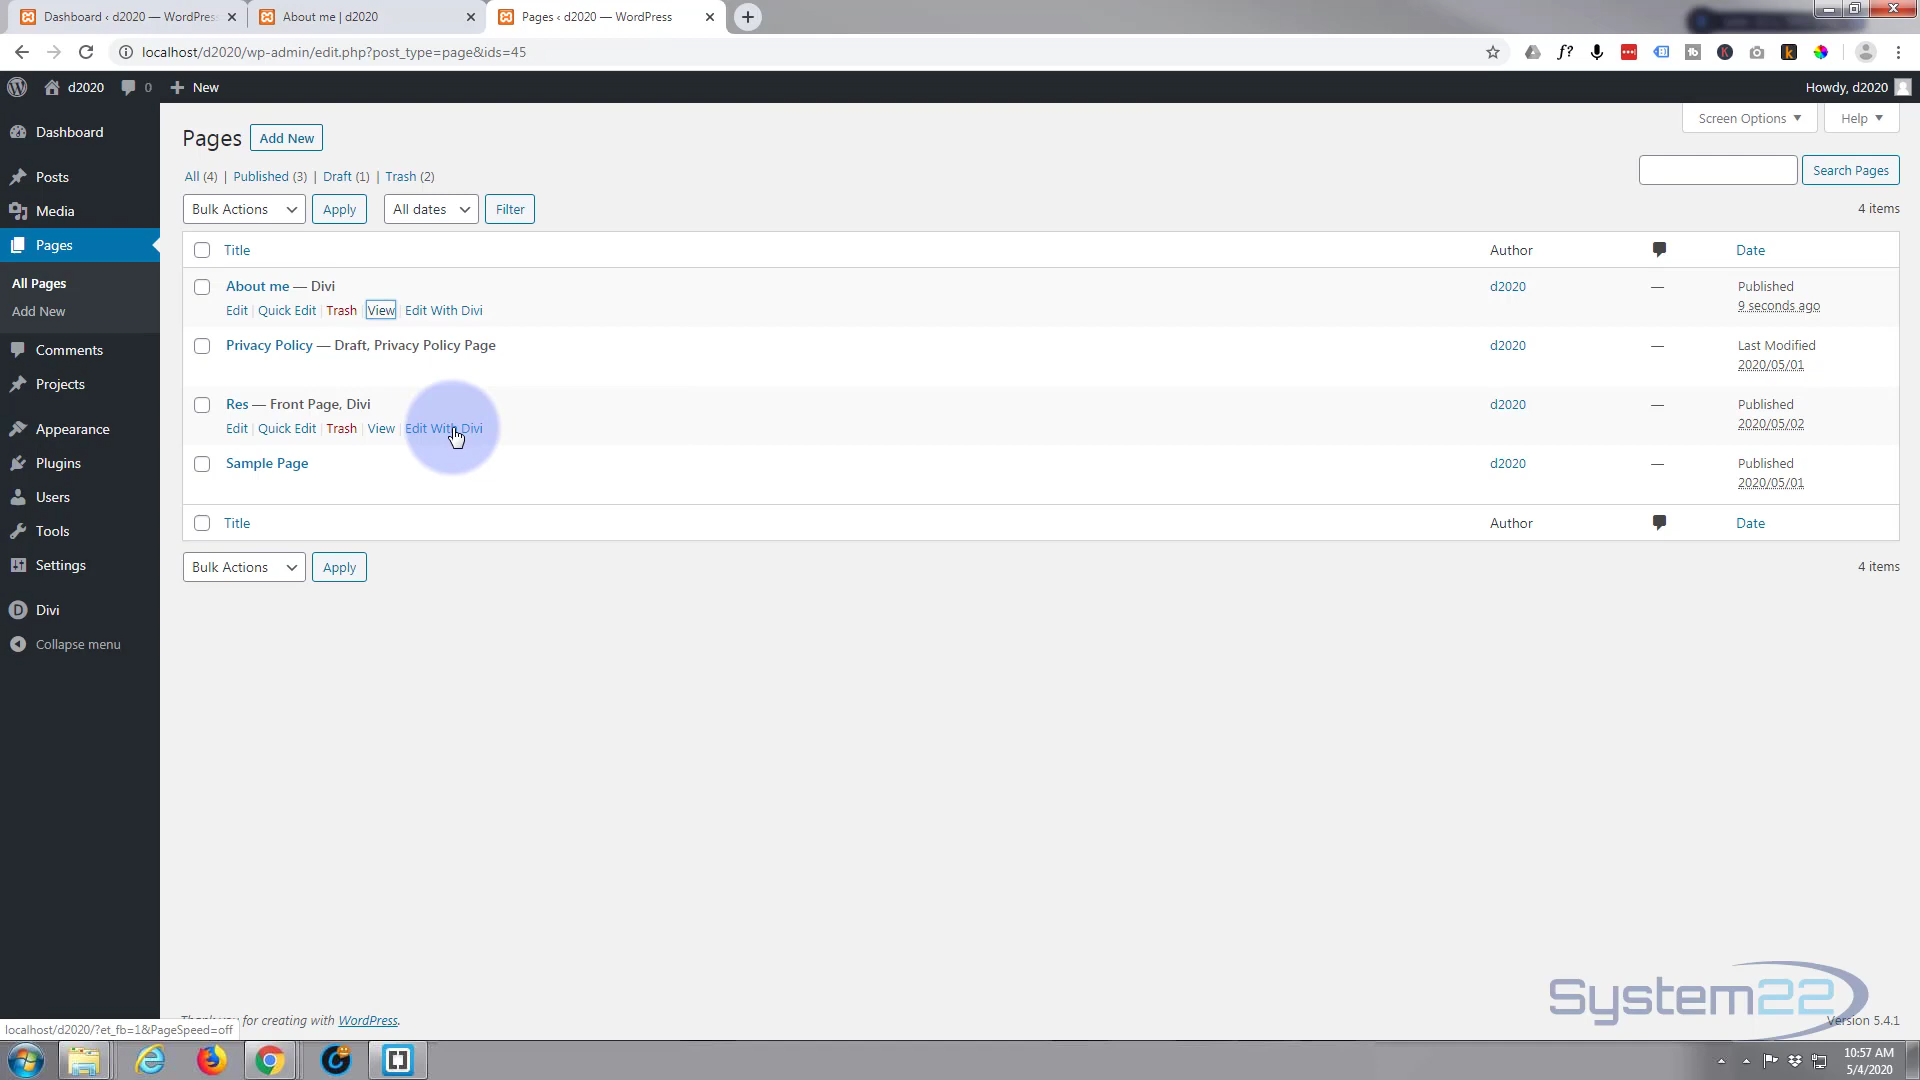 Dashboard ‹ d2020 — WordPress
About me | d2020
Pages ‹ d2020 — WordPress
localhost/d2020/wp-admin/edit.php?post_type=page&ids=45
d2020
0
New
Howdy, d2020
Dashboard
Posts
Media
Pages
All Pages
Add New
Comments
Projects
Appearance
Plugins
Users
Tools
Settings
Divi
Collapse menu
Pages
Add New
Screen Options
Help
All (4) | Published (3) | Draft (1) | Trash (2)
Search Pages
Bulk Actions
Apply
All dates
Filter
4 items
Title
Author
Date
About me — Divi
Edit | Quick Edit | Trash | View | Edit With Divi
d2020
—
Published
9 seconds ago
Privacy Policy — Draft, Privacy Policy Page
d2020
—
Last Modified
2020/05/01
Res — Front Page, Divi
Edit | Quick Edit | Trash | View | Edit With Divi
d2020
—
Published
2020/05/02
Sample Page
d2020
—
Published
2020/05/01
Title
Author
Date
Bulk Actions
Apply
4 items
System22
Thank you for creating with WordPress.
Version 5.4.1
localhost/d2020/?et_fb=1&PageSpeed=off
10:57 AM
5/4/2020